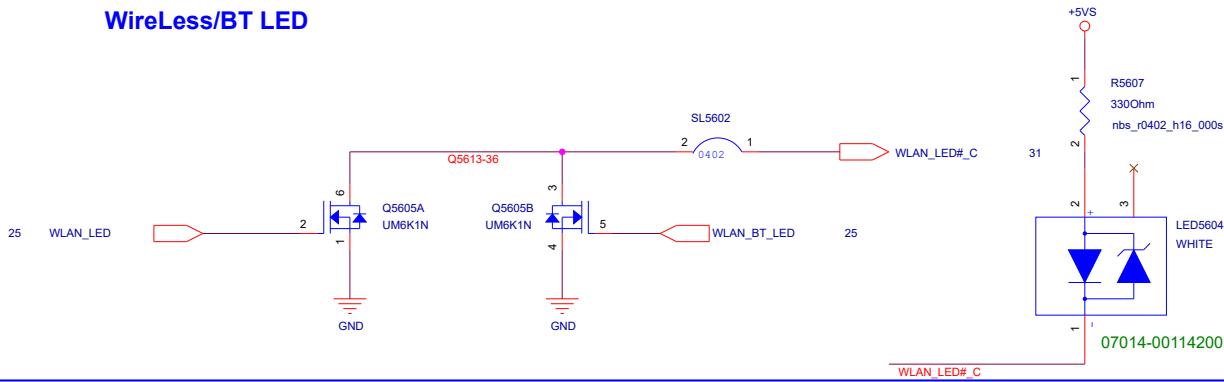 WireLess/BT LED
+5VS
1
R5607
330Ohm
nbs_r0402_h16_000s
2
SL5602
2
0402
1
WLAN_LED#_C
31
Q5613-36
6
Q5605A
UM6K1N
2
1
3
Q5605B
UM6K1N
5
4
25
WLAN_LED
WLAN_BT_LED
25
GND
GND
2
+
3
LED5604
WHITE
1
-
07014-00114200
WLAN_LED#_C